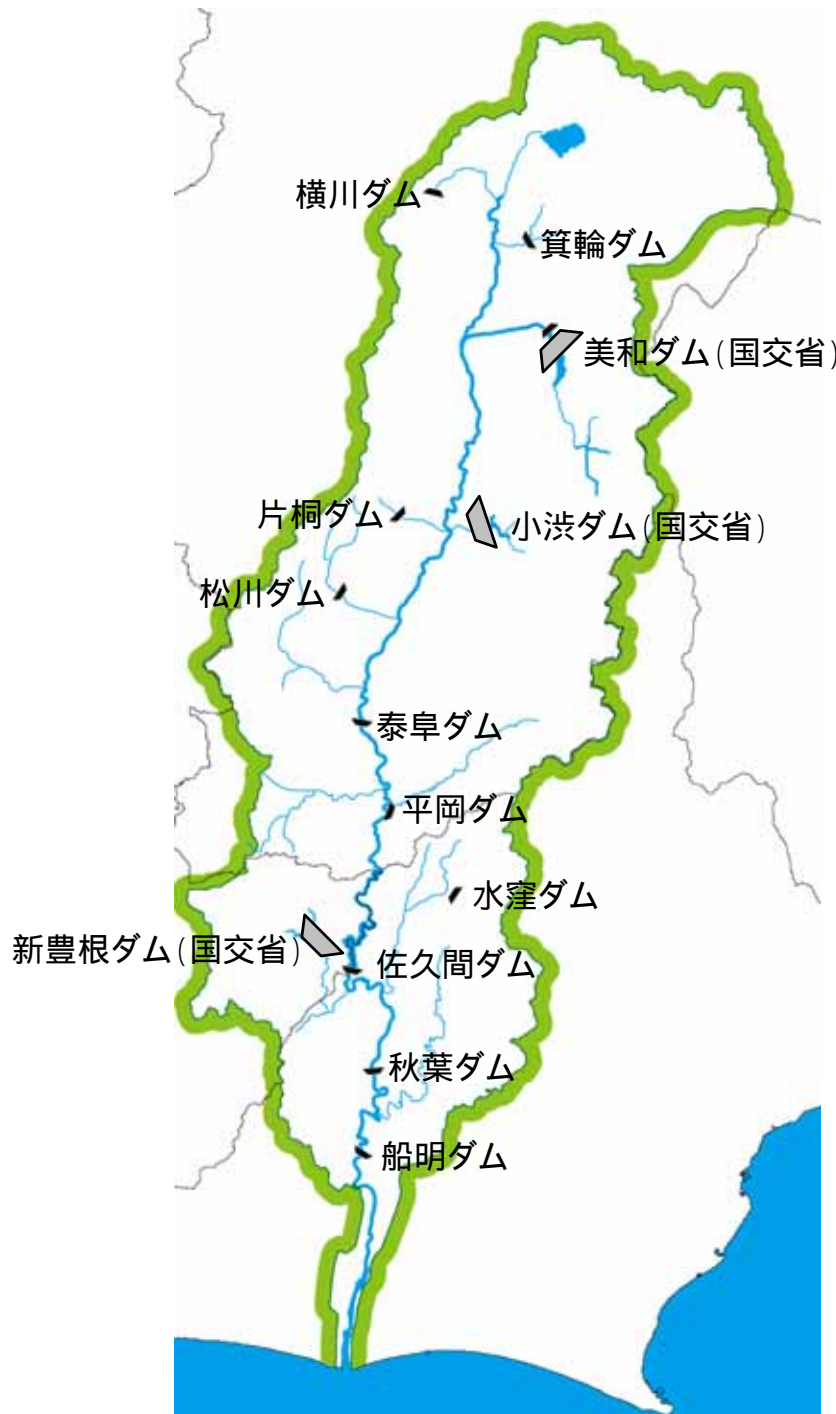 横川ダム
箕輪ダム
美和ダム(国交省)
片桐ダム
小渋ダム(国交省)
松川ダム
泰阜ダム
平岡ダム
水窪ダム
新豊根ダム(国交省)
佐久間ダム
秋葉ダム
船明ダム